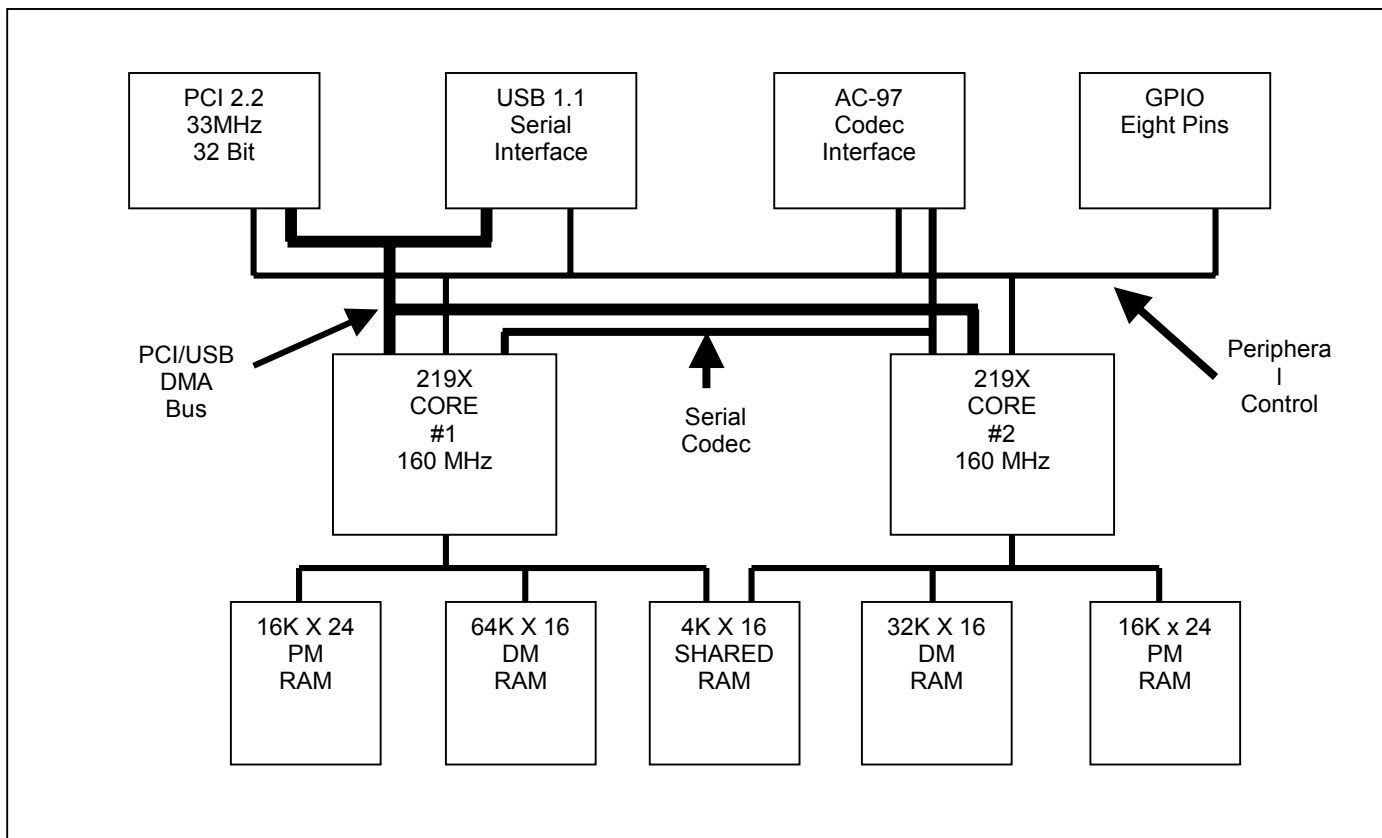 PCI 2.2
33MHz
32 Bit
USB 1.1
Serial
Interface
AC-97
Codec
Interface
GPIO
Eight Pins
PCI/USB
DMA
Bus
219X
CORE
#1
160 MHz
Serial
Codec
219X
CORE
#2
160 MHz
Periphera
l
Control
16K X 24
PM
RAM
64K X 16
DM
RAM
4K X 16
SHARED
RAM
32K X 16
DM
RAM
16K x 24
PM
RAM